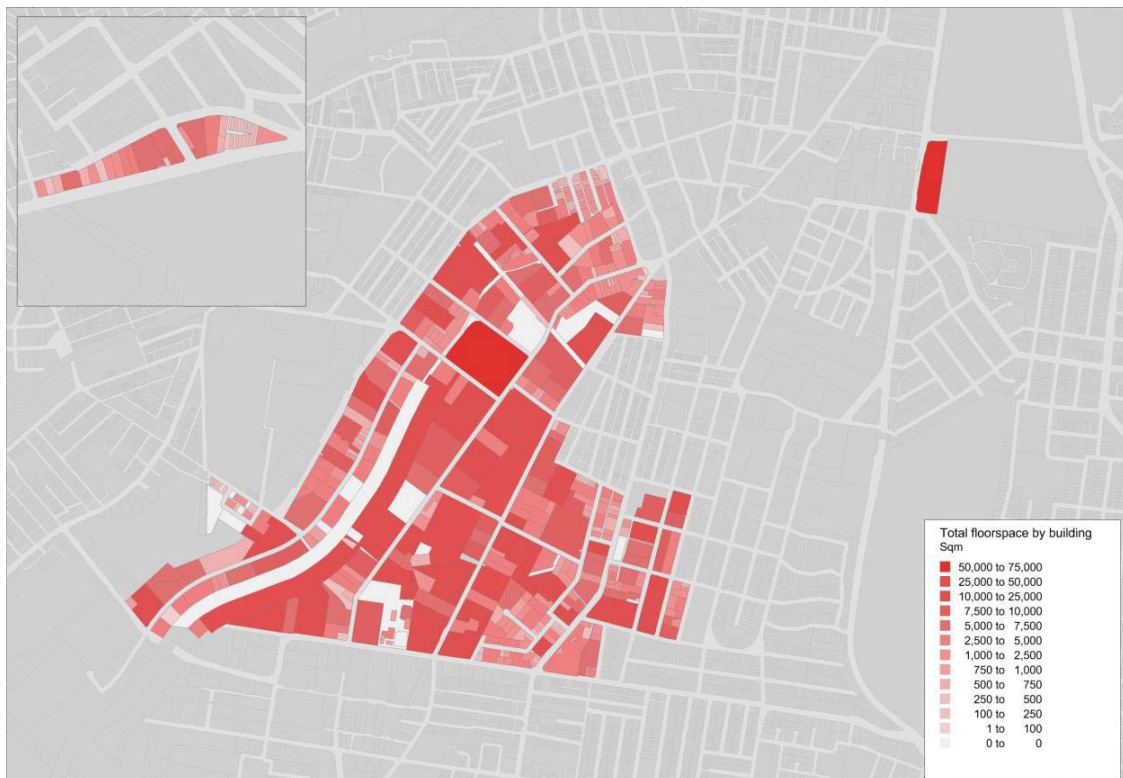 Total floorspace by building
Sqm
50,000 to 75,000
25,000 to 50,000
10,000 to 25,000
7,500 to 10,000
5,000 to 7,500
2,500 to 5,000
1,000 to 2,500
750 to 1,000
500 to 750
250 to 500
100 to 250
1 to 100
0 to 0